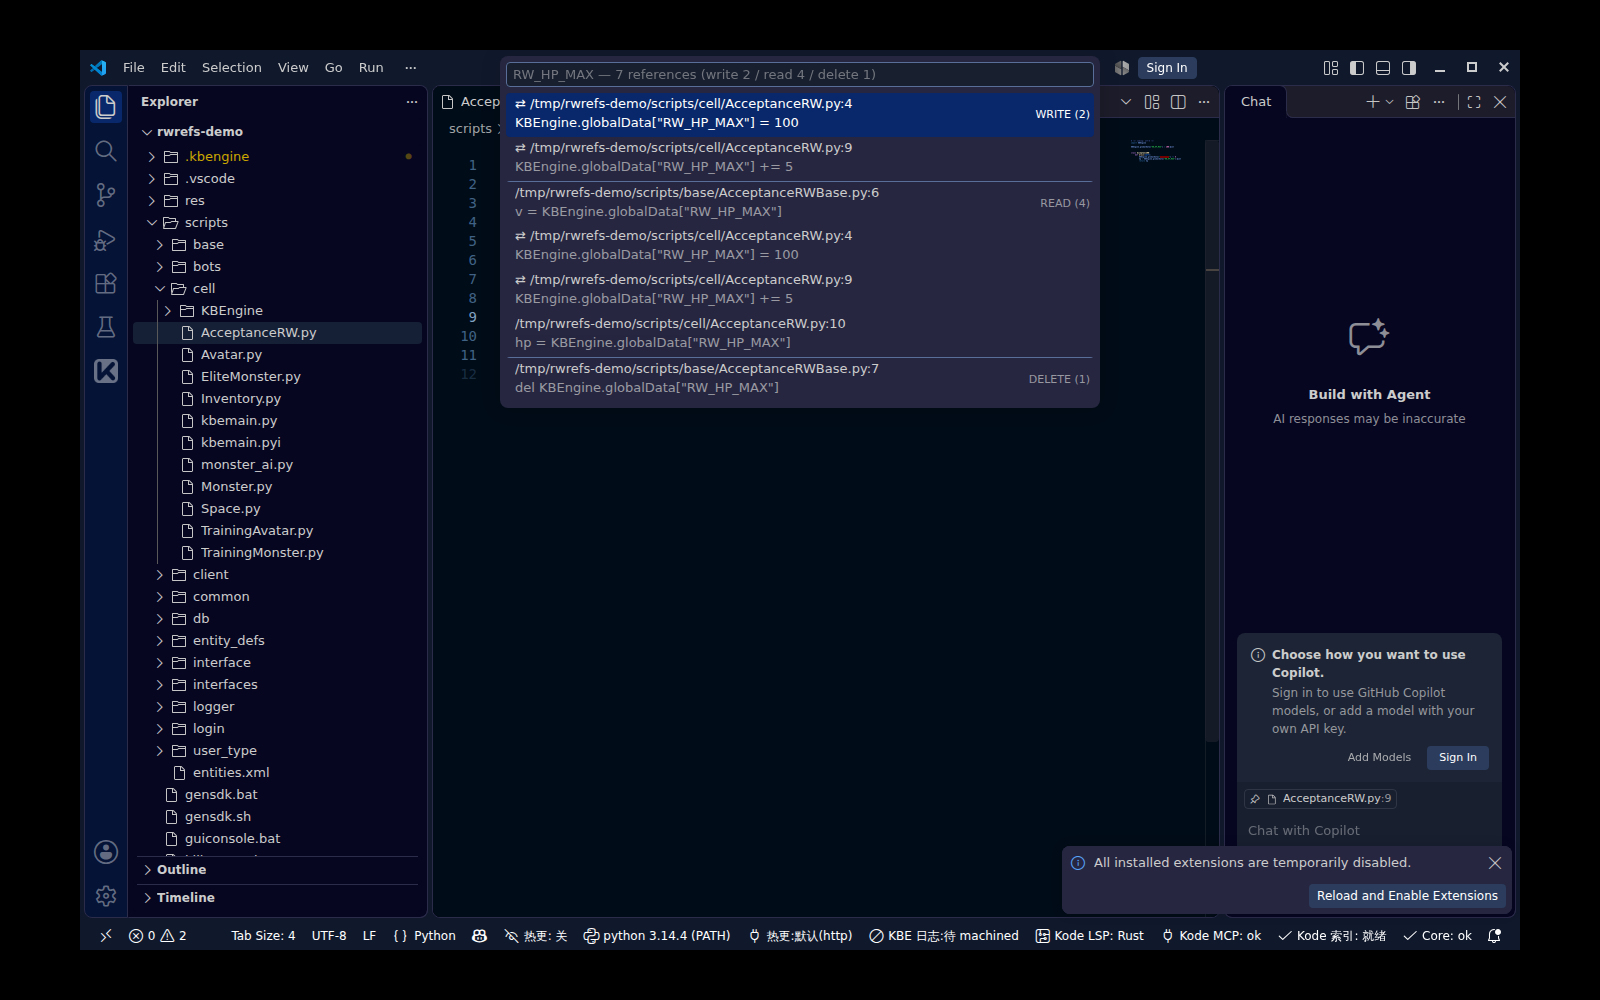 File Edit Selection View Go Run ···
RW_HP_MAX — 7 references (write 2 / read 4 / delete 1)
Sign In
Explorer
rwrefs-demo
.kbengine
.vscode
res
scripts
base
bots
cell
KBEngine
AcceptanceRW.py
Avatar.py
EliteMonster.py
Inventory.py
kbemain.py
kbemain.pyi
monster_ai.py
Monster.py
Space.py
TrainingAvatar.py
TrainingMonster.py
client
common
db
entity_defs
interface
interfaces
logger
login
user_type
entities.xml
gensdk.bat
gensdk.sh
guiconsole.bat
Outline
Timeline
Accep
scripts
1
2
3
4
5
6
7
8
9
10
11
12
⇄ /tmp/rwrefs-demo/scripts/cell/AcceptanceRW.py:4
KBEngine.globalData["RW_HP_MAX"] = 100
WRITE (2)
⇄ /tmp/rwrefs-demo/scripts/cell/AcceptanceRW.py:9
KBEngine.globalData["RW_HP_MAX"] += 5
/tmp/rwrefs-demo/scripts/base/AcceptanceRWBase.py:6
v = KBEngine.globalData["RW_HP_MAX"]
READ (4)
⇄ /tmp/rwrefs-demo/scripts/cell/AcceptanceRW.py:4
KBEngine.globalData["RW_HP_MAX"] = 100
⇄ /tmp/rwrefs-demo/scripts/cell/AcceptanceRW.py:9
KBEngine.globalData["RW_HP_MAX"] += 5
/tmp/rwrefs-demo/scripts/cell/AcceptanceRW.py:10
hp = KBEngine.globalData["RW_HP_MAX"]
/tmp/rwrefs-demo/scripts/base/AcceptanceRWBase.py:7
del KBEngine.globalData["RW_HP_MAX"]
DELETE (1)
Chat
Build with Agent
AI responses may be inaccurate
Choose how you want to use
Copilot.
Sign in to use GitHub Copilot
models, or add a model with your
own API key.
Add Models Sign In
AcceptanceRW.py:9
Chat with Copilot
All installed extensions are temporarily disabled.
Reload and Enable Extensions
0 2 Tab Size: 4 UTF-8 LF { } Python 热更: 关 python 3.14.4 (PATH) 热更:默认(http) KBE 日志:待 machined Kode LSP: Rust Kode MCP: ok Kode 索引: 就绪 Core: ok